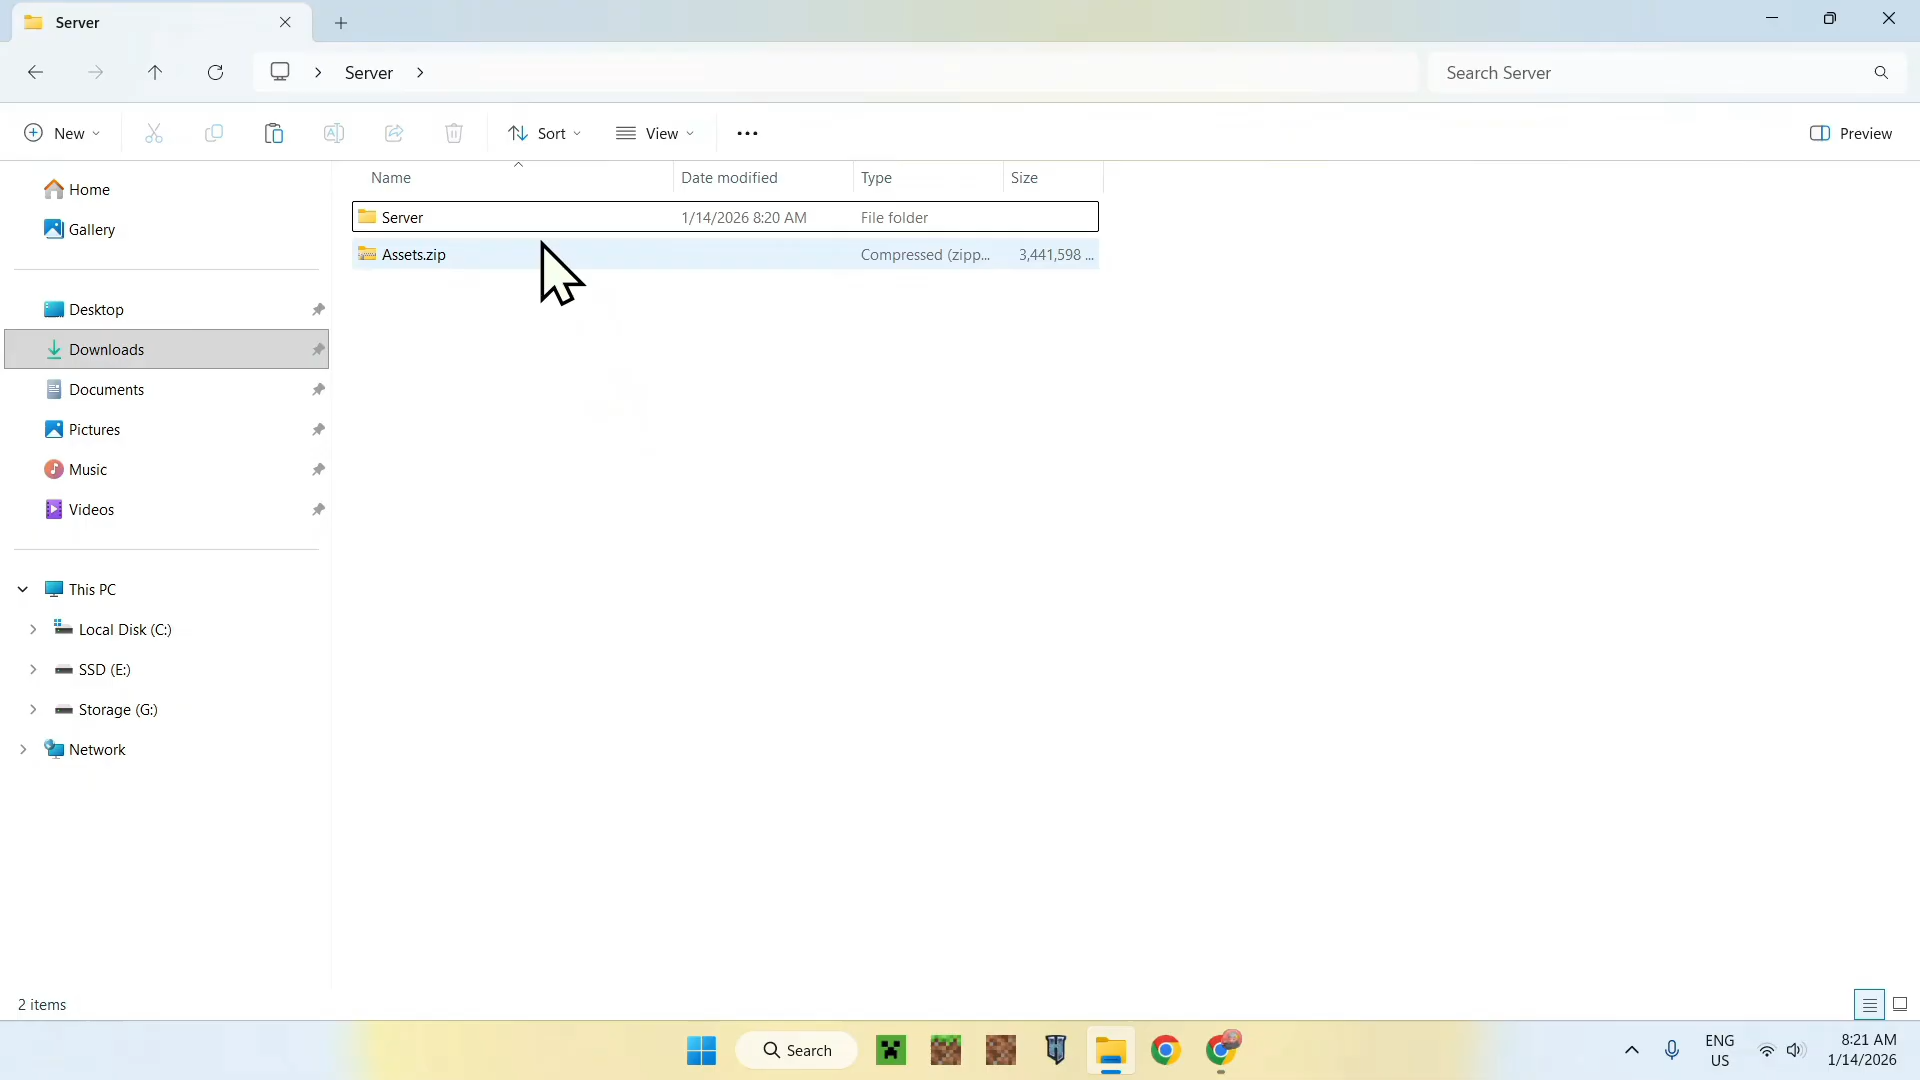 Server
Server
Search Server
New
Sort
View
Preview
Name Date modified Type Size
Server 1/14/2026 8:20 AM File folder
Assets.zip Compressed (zipp... 3,441,598 ...
Home
Gallery
Desktop
Downloads
Documents
Pictures
Music
Videos
This PC
Local Disk (C:)
SSD (E:)
Storage (G:)
Network
2 items
Search
ENG
US
8:21 AM
1/14/2026